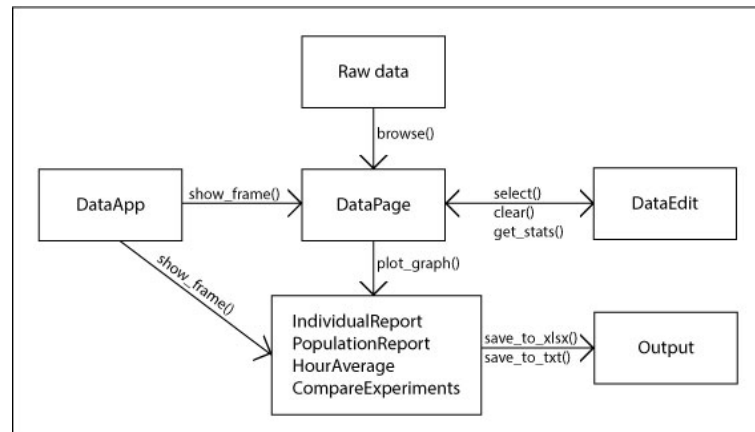 Raw data
browse()
DataApp
show_frame()
DataPage
select()
clear()
get_stats()
DataEdit
show_frame()
plot_graph()
IndividualReport
PopulationReport
HourAverage
CompareExperiments
save_to_xlsx()
save_to_txt()
Output